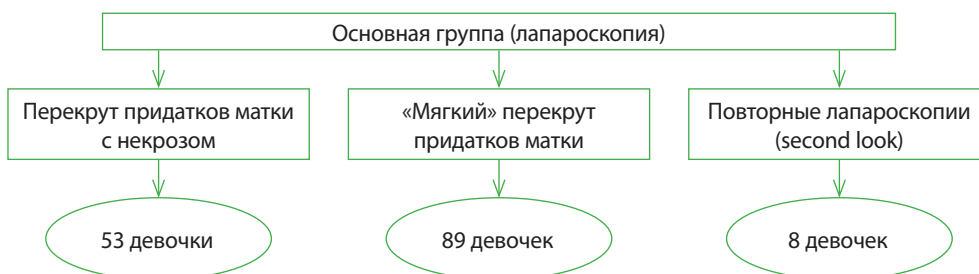 Основная группа (лапароскопия)
Перекрут придатков матки
с некрозом
«Мягкий» перекрут
придатков матки
Повторные лапароскопии
(second look)
53 девочки
89 девочек
8 девочек